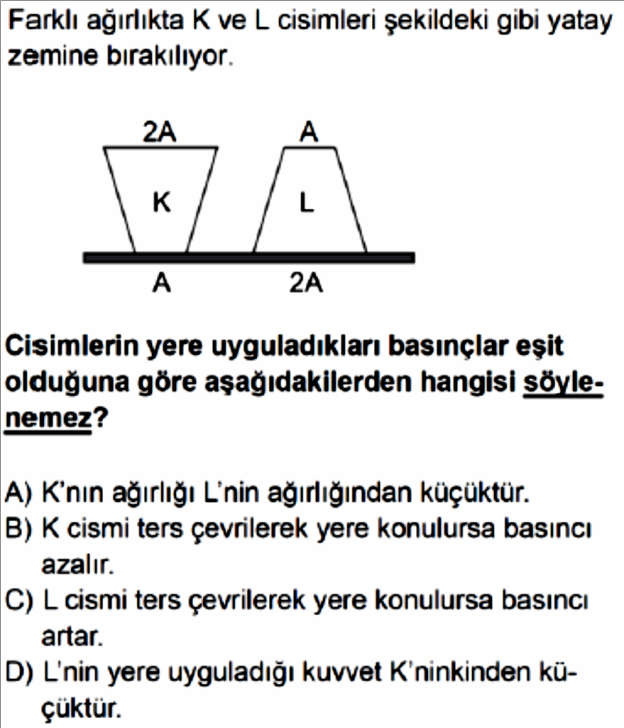 Farklı ağırlıkta K ve L cisimleri şekildeki gibi yatay
zemine bırakılıyor.
2A A
K L
A 2A
Cisimlerin yere uyguladıkları basınçlar eşit
olduğuna göre aşağıdakilerden hangisi söyle-
nemez?
A) K'nın ağırlığı L'nin ağırlığından küçüktür.
B) K cismi ters çevrilerek yere konulursa basıncı
azalır.
C) L cismi ters çevrilerek yere konulursa basıncı
artar.
D) L'nin yere uyguladığı kuvvet K'ninkinden kü-
çüktür.